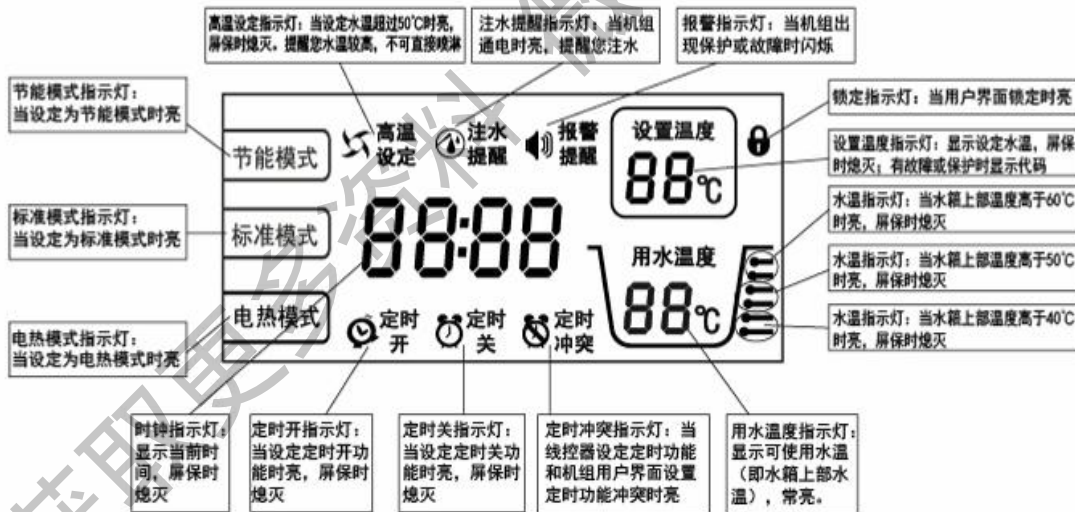 高温设定指示灯：当设定水温超过50℃时亮，
屏保时熄灭。提醒您水温较高，不可直接喷淋
注水提醒指示灯：当机组
通电时亮，提醒您注水
报警指示灯：当机组出
现保护或故障时闪烁
节能模式指示灯：
当设定为节能模式时亮
标准模式指示灯：
当设定为标准模式时亮
电热模式指示灯：
当设定为电热模式时亮
节能模式
标准模式
电热模式
高温
设定
注水
提醒
报警
提醒
88:88
定时
开
定时
关
定时
冲突
设置温度
88℃
用水温度
88℃
锁定指示灯：当用户界面锁定时亮
设置温度指示灯：显示设定水温，屏保
时熄灭；有故障或保护时显示代码
水温指示灯：当水箱上部温度高于60℃
时亮，屏保时熄灭
水温指示灯：当水箱上部温度高于50℃
时亮，屏保时熄灭
水温指示灯：当水箱上部温度高于40℃
时亮，屏保时熄灭
时钟指示灯：
显示当前时
间，屏保时
熄灭
定时开指示灯：
当设定定时开功
能时亮，屏保时
熄灭
定时关指示灯：
当设定定时关功
能时亮，屏保时
熄灭
定时冲突指示灯：当
线控器设定定时功能
和机组用户界面设置
定时功能冲突时亮
用水温度指示灯：
显示可使用水温
（即水箱上部水
温），常亮。
获取更多资料